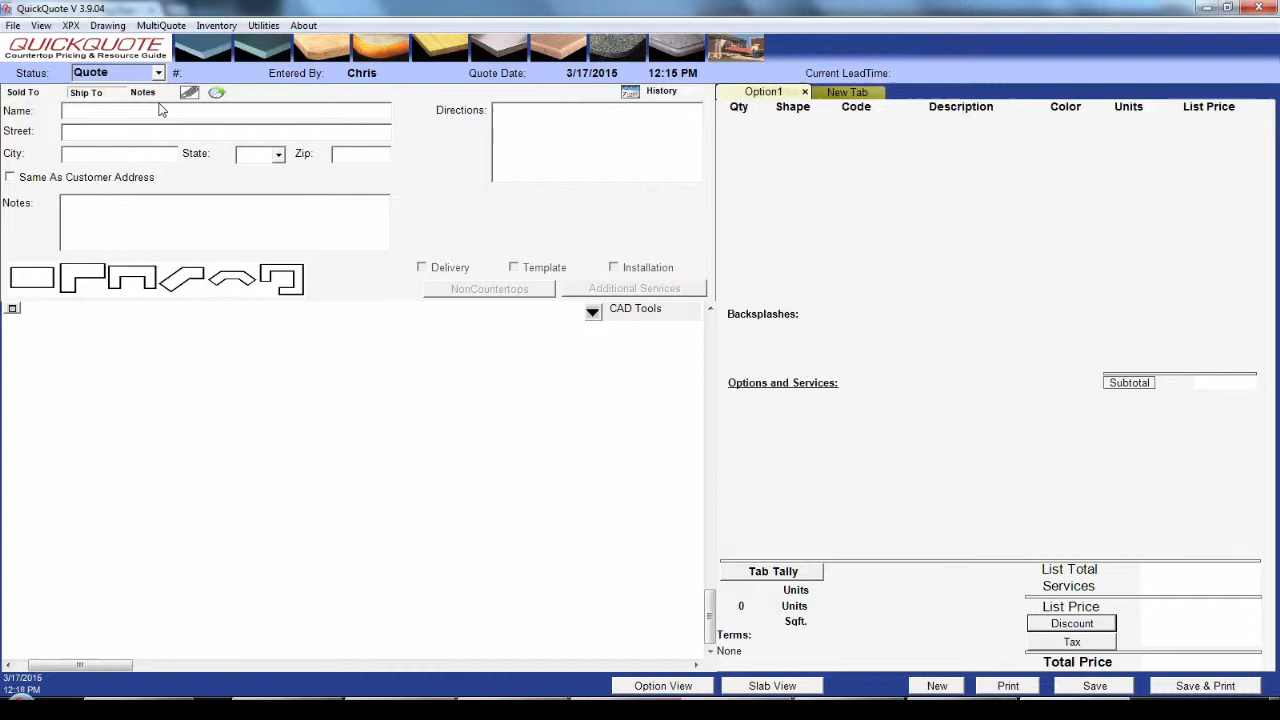 QuickQuote V 3.9.04
File View XPX Drawing MultiQuote Inventory Utilities About
QUICKQUOTE
Countertop Pricing & Resource Guide
Status: Quote #: Entered By: Chris Quote Date: 3/17/2015 12:15 PM Current LeadTime:
Sold To Ship To Notes History Option1 × New Tab
Name: Directions: Qty Shape Code Description Color Units List Price
Street:
City: State: Zip:
Same As Customer Address
Notes:
Delivery Template Installation
NonCountertops Additional Services
CAD Tools
Backsplashes:
Options and Services: Subtotal
Tab Tally List Total
Services
Units
0 Units List Price
Sqft. Discount
Terms: Tax
None Total Price
3/17/2015
12:18 PM
Option View Slab View New Print Save Save & Print